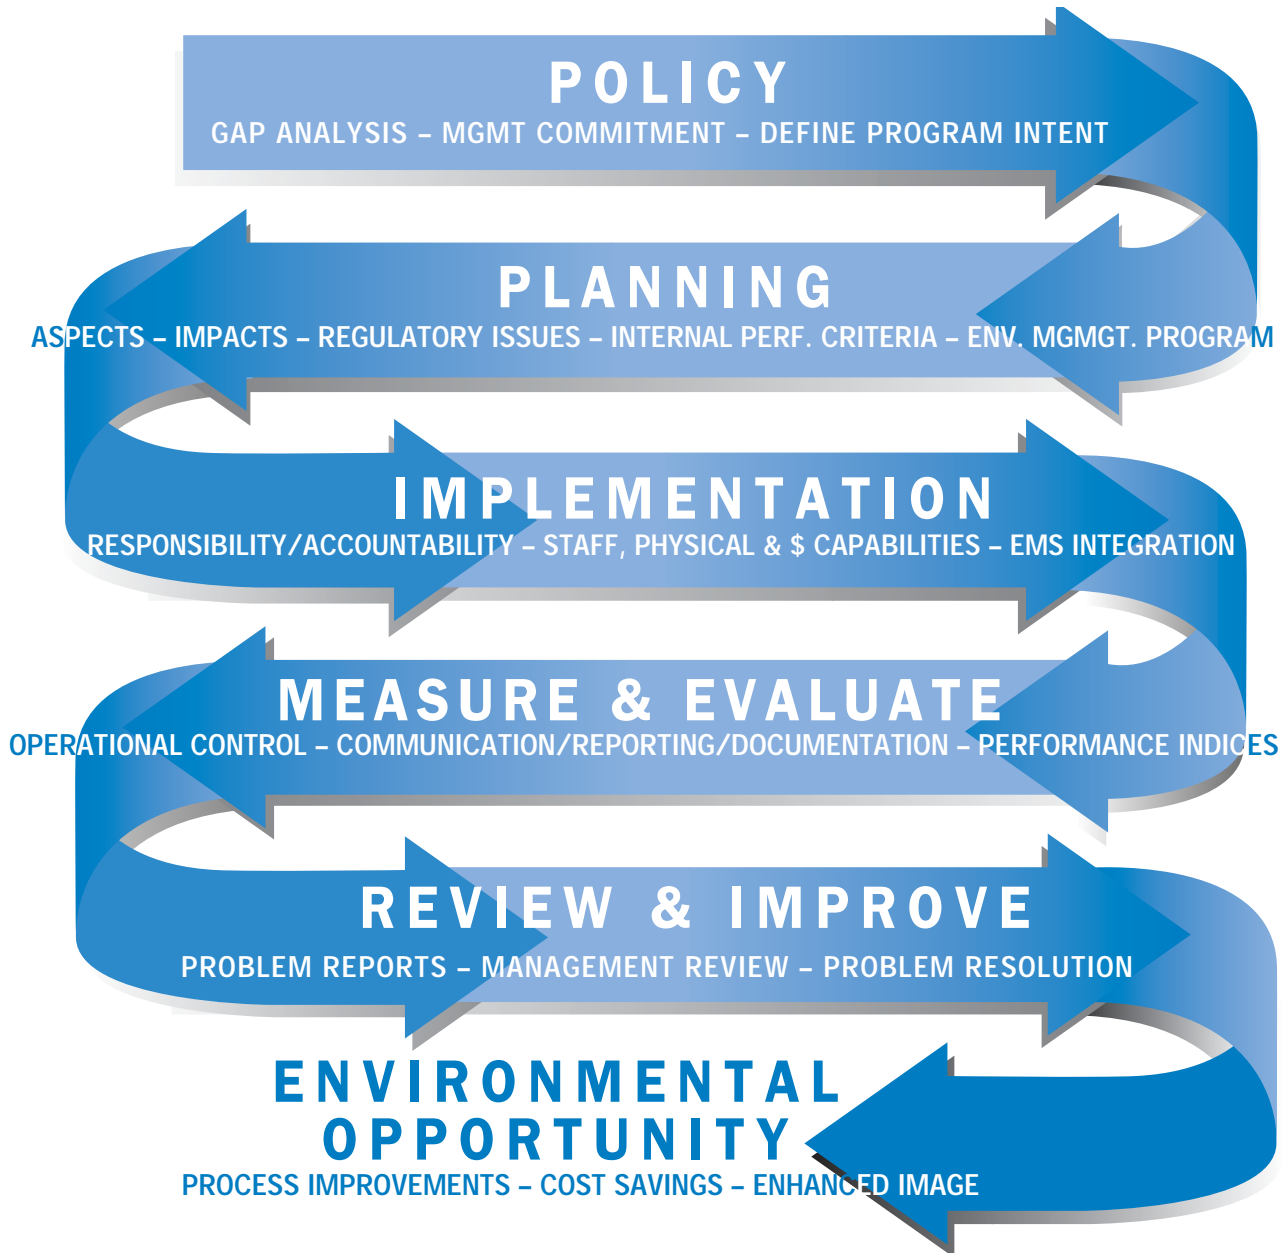 POLICY
GAP ANALYSIS – MGMT COMMITMENT – DEFINE PROGRAM INTENT
PLANNING
ASPECTS – IMPACTS – REGULATORY ISSUES – INTERNAL PERF. CRITERIA – ENV. MGMGT. PROGRAM
IMPLEMENTATION
RESPONSIBILITY/ACCOUNTABILITY – STAFF, PHYSICAL & $ CAPABILITIES – EMS INTEGRATION
MEASURE & EVALUATE
OPERATIONAL CONTROL – COMMUNICATION/REPORTING/DOCUMENTATION – PERFORMANCE INDICES
REVIEW & IMPROVE
PROBLEM REPORTS – MANAGEMENT REVIEW – PROBLEM RESOLUTION
ENVIRONMENTAL
OPPORTUNITY
PROCESS IMPROVEMENTS – COST SAVINGS – ENHANCED IMAGE